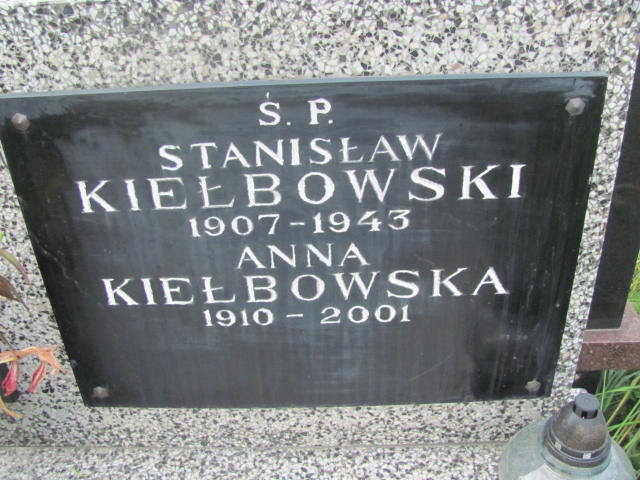 Ś. P.
STANISŁAW
KIEŁBOWSKI
1907-1943
ANNA
KIEŁBOWSKA
1910 - 2001